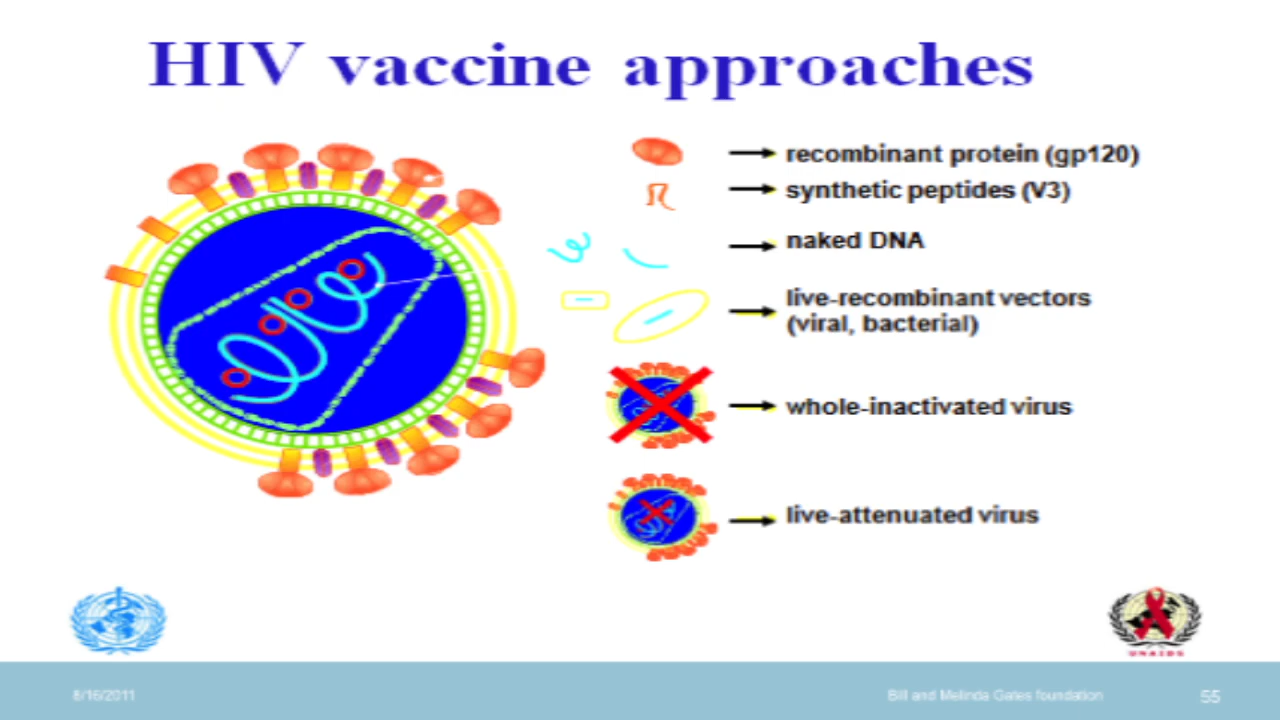 HIV vaccine approaches
recombinant protein (gp120)
synthetic peptides (V3)
naked DNA
live-recombinant vectors
(viral, bacterial)
whole-inactivated virus
live-attenuated virus
UNAIDS
8/16/2011
Bill and Melinda Gates foundation
55